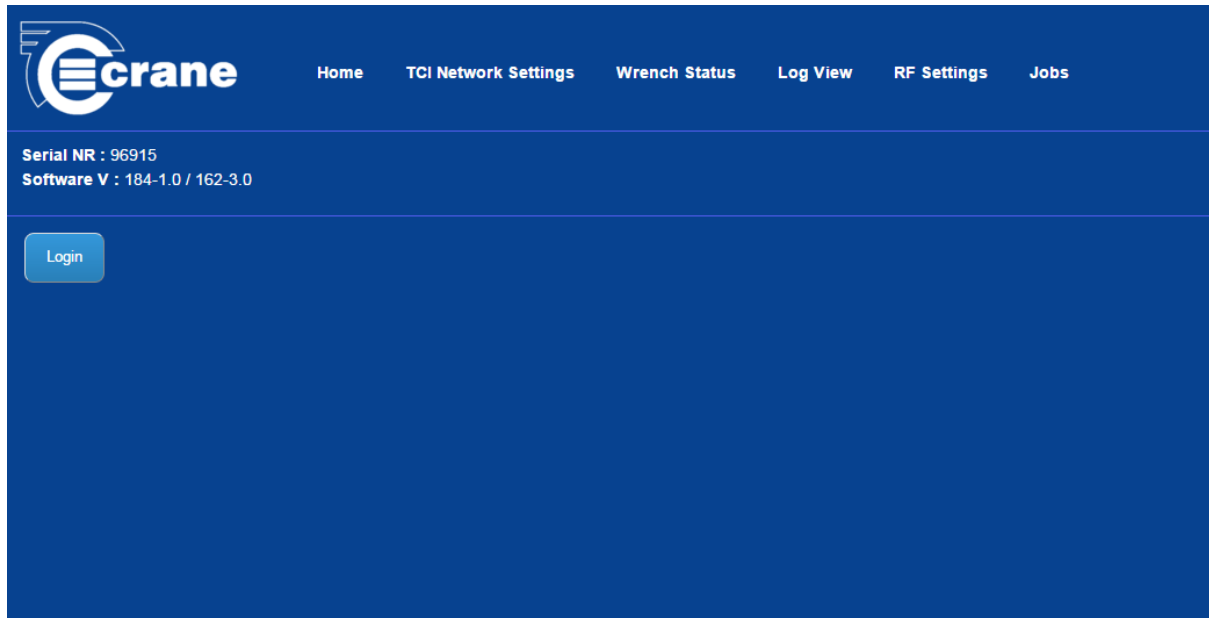 crane
Home TCI Network Settings Wrench Status Log View RF Settings Jobs
Serial NR : 96915
Software V : 184-1.0 / 162-3.0
Login